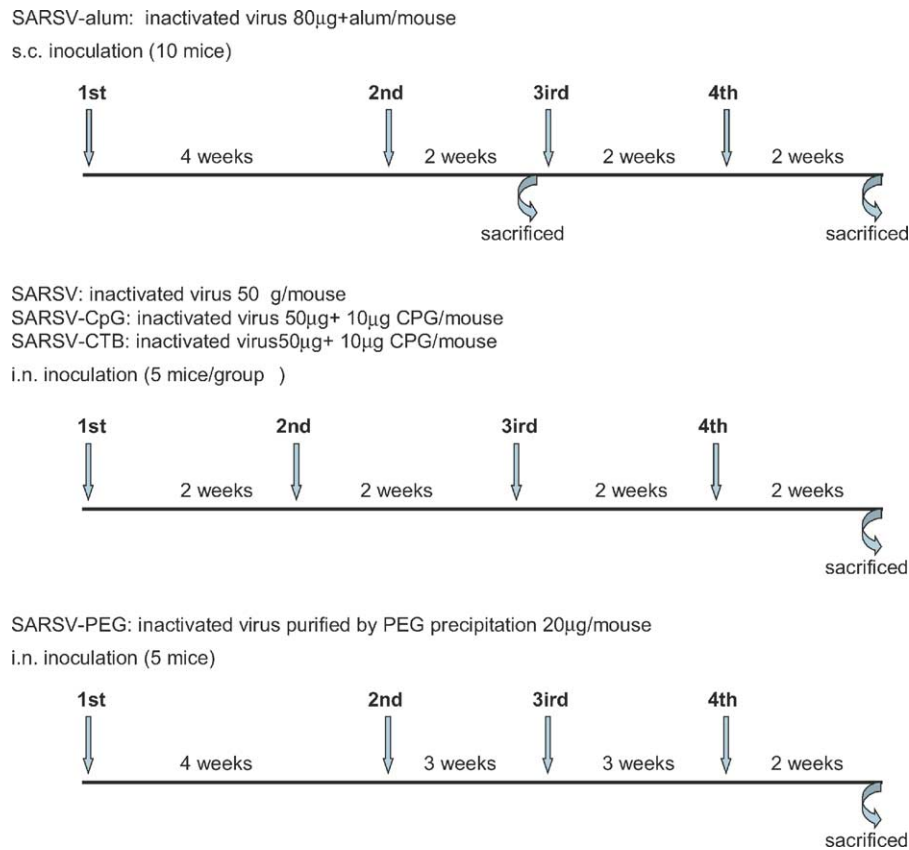 SARSV-alum: inactivated virus 80μg+alum/mouse
s.c. inoculation (10 mice)
1st 2nd 3ird 4th
4 weeks 2 weeks 2 weeks 2 weeks
sacrificed sacrificed
SARSV: inactivated virus 50 g/mouse
SARSV-CpG: inactivated virus 50μg+ 10μg CPG/mouse
SARSV-CTB: inactivated virus50μg+ 10μg CPG/mouse
i.n. inoculation (5 mice/group )
1st 2nd 3ird 4th
2 weeks 2 weeks 2 weeks 2 weeks
sacrificed
SARSV-PEG: inactivated virus purified by PEG precipitation 20μg/mouse
i.n. inoculation (5 mice)
1st 2nd 3ird 4th
4 weeks 3 weeks 3 weeks 2 weeks
sacrificed